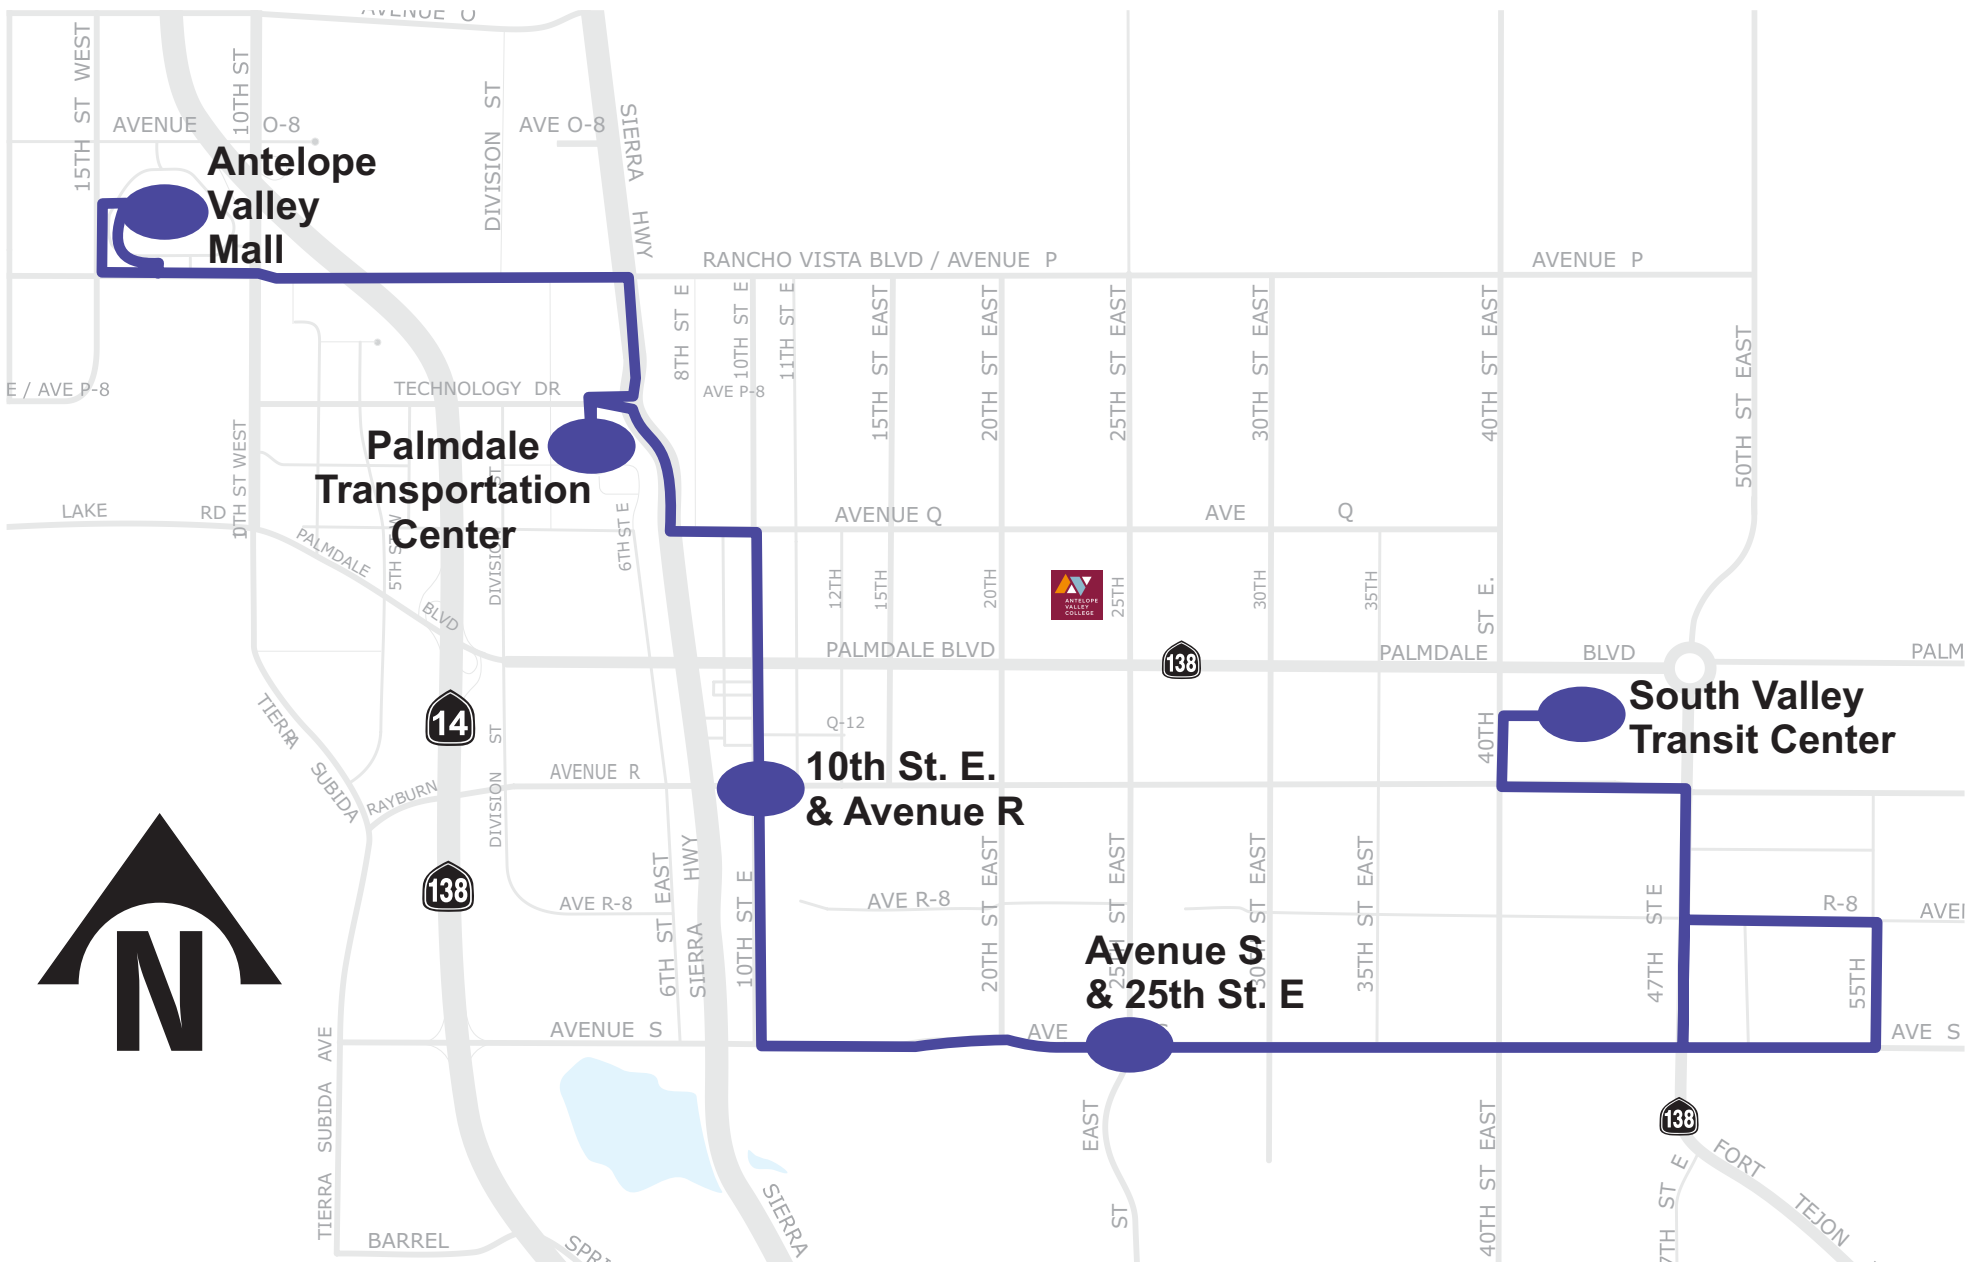 AVENUE O
15TH ST WEST
10TH ST
AVENUE O-8
DIVISION ST
AVE O-8
SIERRA HWY
Antelope
Valley
Mall
RANCHO VISTA BLVD / AVENUE P
AVENUE P
8TH ST E
10TH ST E
11TH ST E
15TH ST EAST
20TH ST EAST
25TH ST EAST
30TH ST EAST
40TH ST EAST
50TH ST EAST
E / AVE P-8
TECHNOLOGY DR
AVE P-8
10TH ST WEST
Palmdale
Transportation
Center
LAKE RD
PALMDALE BLVD
5TH ST W
DIVISION ST
6TH ST E
AVENUE Q
AVE Q
12TH
15TH
20TH
ANTELOPE
VALLEY
COLLEGE
25TH
30TH
35TH
40TH ST E.
PALMDALE BLVD
138
PALMDALE BLVD
PALM
TIERRA SUBIDA
14
DIVISION ST
Q-12
South Valley
Transit Center
RAYBURN
AVENUE R
10th St. E.
& Avenue R
138
6TH ST EAST
SIERRA HWY
10TH ST E
AVE R-8
AVE R-8
20TH ST EAST
25TH ST EAST
30TH ST EAST
35TH ST EAST
47TH ST E
R-8
AVE
55TH
N
Avenue S
& 25th St. E
AVENUE S
AVE S
AVE S
TIERRA SUBIDA AVE
EAST
ST
40TH ST EAST
138
FORT TEJON
7TH ST E
SIERRA
BARREL
SPRI